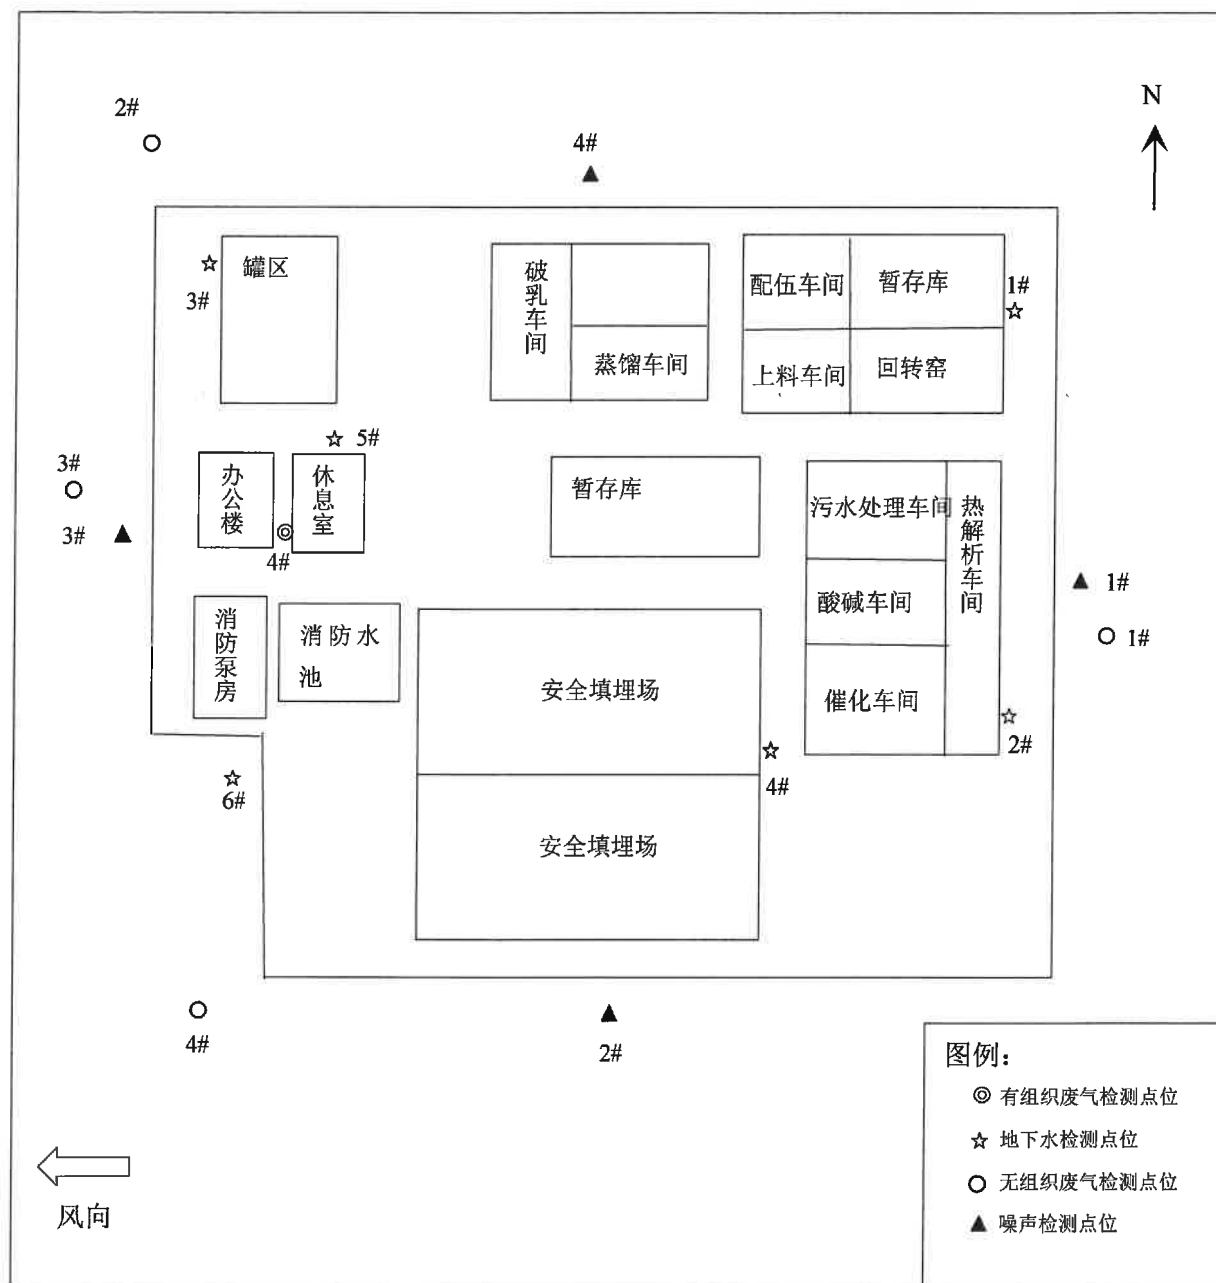 2#
4#
N
罐区
3#
破乳车间
蒸馏车间
配伍车间
暂存库
1#
上料车间
回转窑
5#
3#
3#
办公楼
休息室
4#
暂存库
污水处理车间
热解析车间
酸碱车间
催化车间
1#
1#
2#
消防泵房
消防水
池
安全填埋场
4#
6#
安全填埋场
4#
2#
风向
图例：
有组织废气检测点位
地下水检测点位
无组织废气检测点位
噪声检测点位